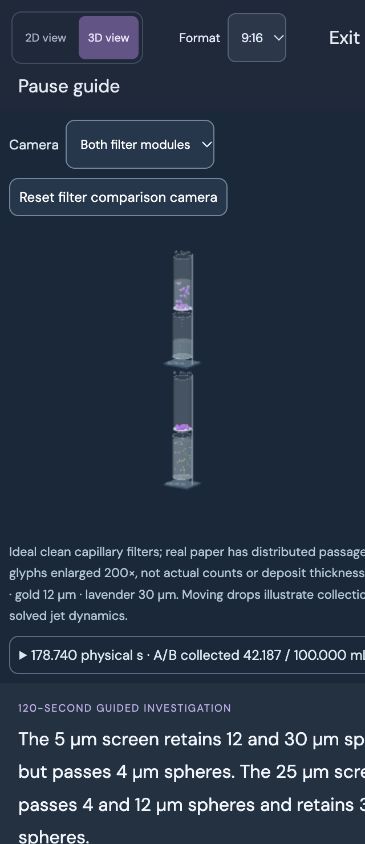 2D view 3D view Format 9:16 Exit
Pause guide
Camera Both filter modules
Reset filter comparison camera
Ideal clean capillary filters; real paper has distributed passage
glyphs enlarged 200×, not actual counts or deposit thickness
· gold 12 μm · lavender 30 μm. Moving drops illustrate collectio
solved jet dynamics.
▶ 178.740 physical s · A/B collected 42.187 / 100.000 ml
120-SECOND GUIDED INVESTIGATION
The 5 μm screen retains 12 and 30 μm sp
but passes 4 μm spheres. The 25 μm scre
passes 4 and 12 μm spheres and retains 3
spheres.